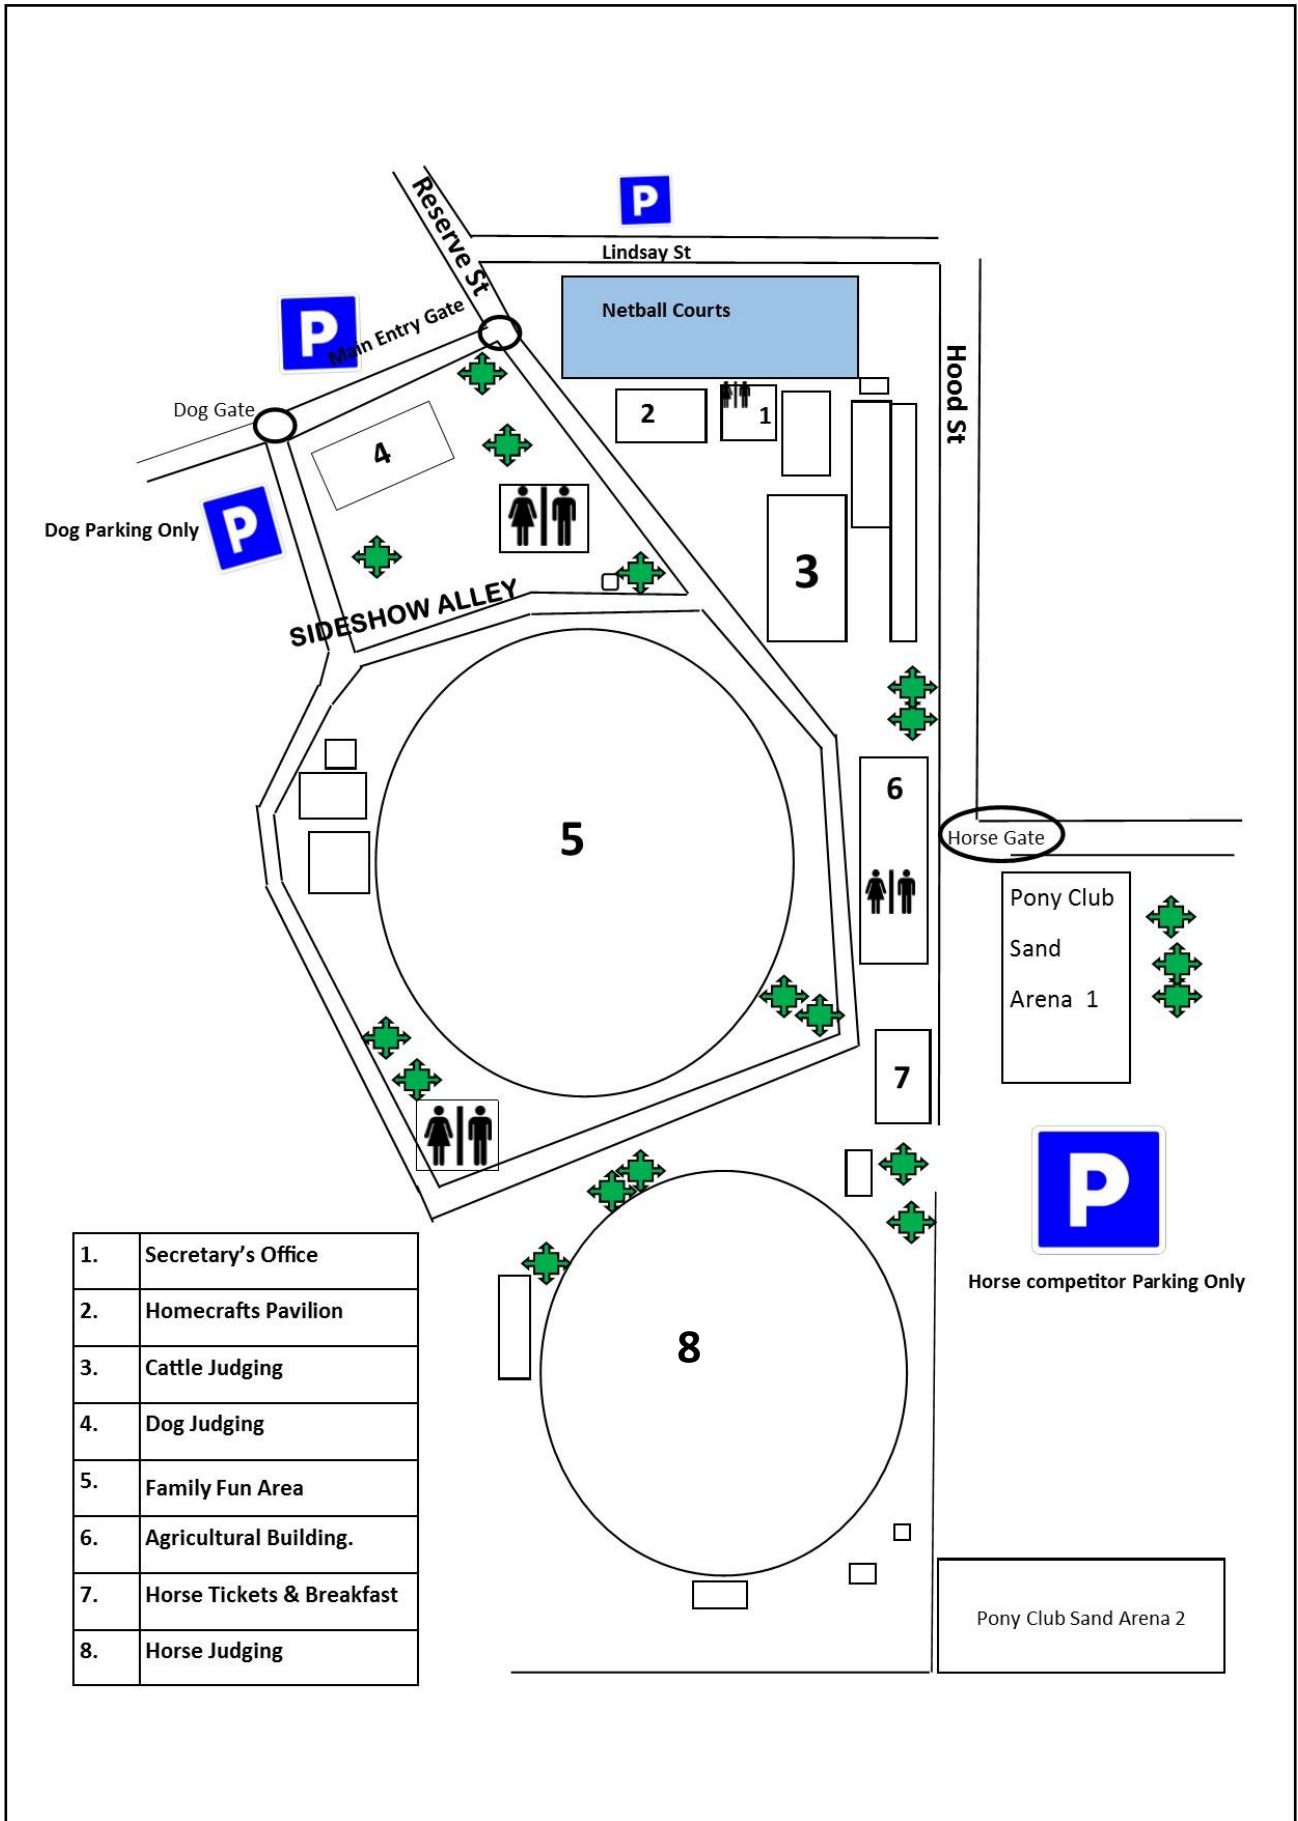 Reserve St
P
Lindsay St
Netball Courts
P
Main Entry Gate
Dog Gate
Hood St
2
1
4
P
Dog Parking Only
3
SIDESHOW ALLEY
6
5
Horse Gate
Pony Club
Sand
Arena 1
7
P
Horse competitor Parking Only
8
1. Secretary’s Office
2. Homecrafts Pavilion
3. Cattle Judging
4. Dog Judging
5. Family Fun Area
6. Agricultural Building.
7. Horse Tickets & Breakfast
8. Horse Judging
Pony Club Sand Arena 2